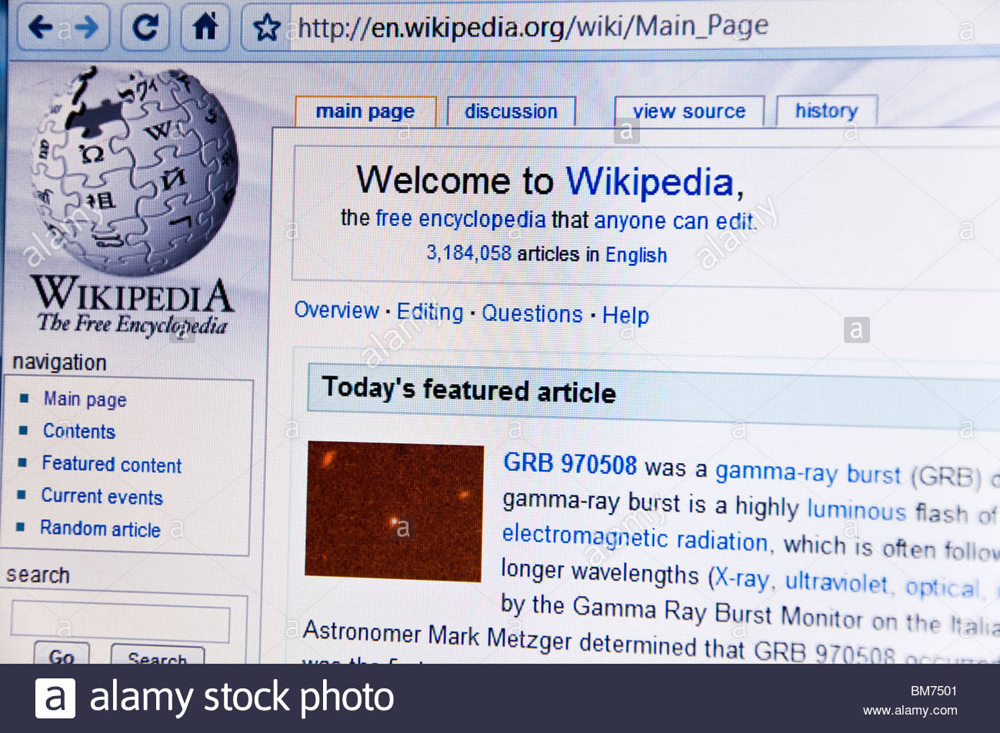 http://en.wikipedia.org/wiki/Main_Page
main page
discussion
view source
history
Welcome to Wikipedia,
the free encyclopedia that anyone can edit.
3,184,058 articles in English
Overview · Editing · Questions · Help
WIKIPEDIA
The Free Encyclopedia
navigation
Main page
Contents
Featured content
Current events
Random article
search
Go
Search
Today's featured article
GRB 970508 was a gamma-ray burst (GRB)
gamma-ray burst is a highly luminous flash of
electromagnetic radiation, which is often
longer wavelengths (X-ray, ultraviolet, optical,
by the Gamma Ray Burst Monitor on the
Astronomer Mark Metzger determined that GRB 970508
a alamy stock photo
BM7501
www.alamy.com